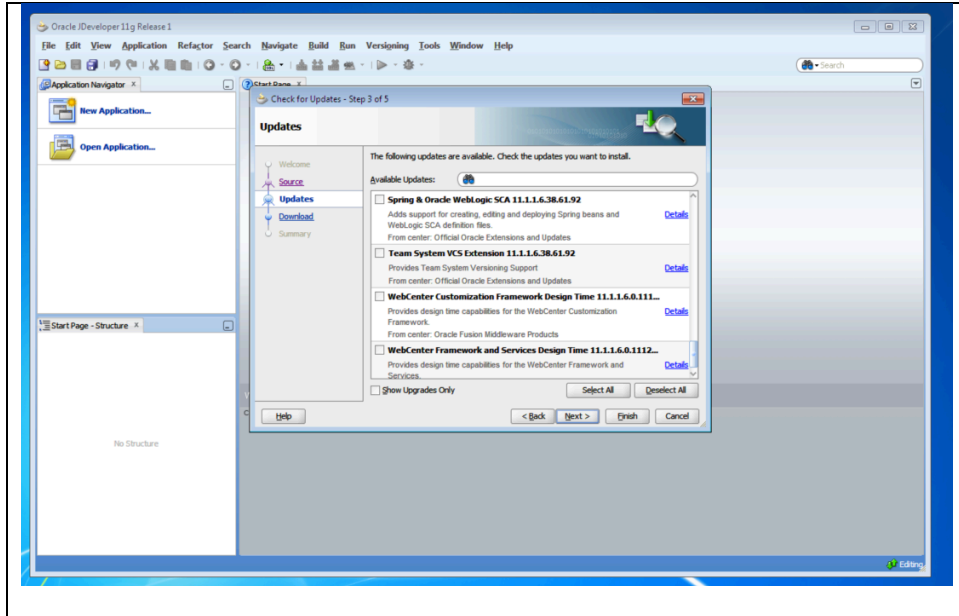 Oracle JDeveloper 11g Release 1
File Edit View Application Refactor Search Navigate Build Run Versioning Tools Window Help
Search
Application Navigator
Start Page
New Application...
Open Application...
Check for Updates - Step 3 of 5
Updates
Welcome
Source
Updates
Download
Summary
The following updates are available. Check the updates you want to install.
Available Updates:
Spring & Oracle WebLogic SCA 11.1.1.6.38.61.92
Adds support for creating, editing and deploying Spring beans and
Details
WebLogic SCA definition files.
From center: Official Oracle Extensions and Updates
Team System VCS Extension 11.1.1.6.38.61.92
Provides Team System Versioning Support
Details
From center: Official Oracle Extensions and Updates
WebCenter Customization Framework Design Time 11.1.1.6.0.111...
Provides design time capabilities for the WebCenter Customization
Details
Framework.
From center: Oracle Fusion Middleware Products
WebCenter Framework and Services Design Time 11.1.1.6.0.1112...
Provides design time capabilities for the WebCenter Framework and
Details
Services.
Show Upgrades Only
Select All
Deselect All
Help
< Back
Next >
Finish
Cancel
Start Page - Structure
No Structure
Editing